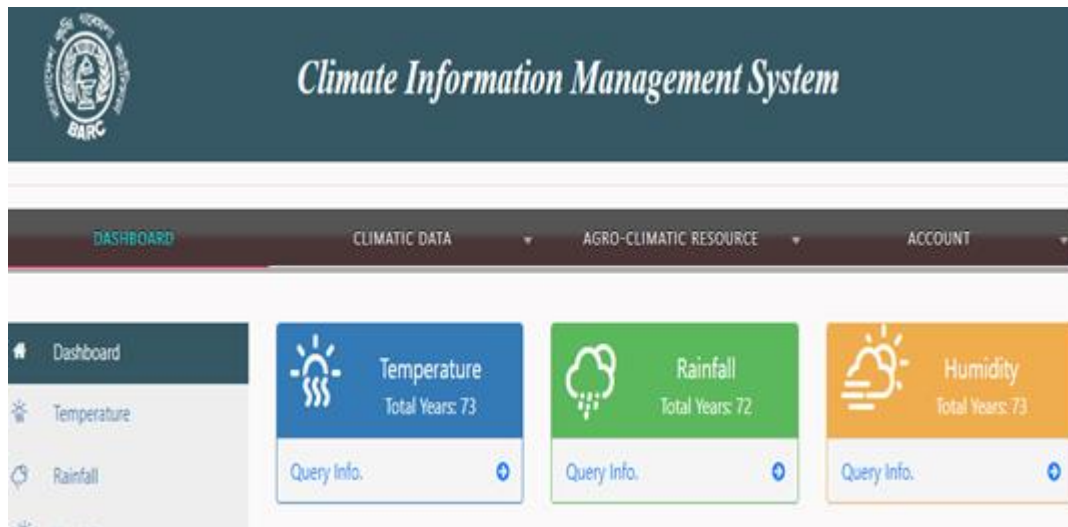 BARC
Climate Information Management System
DASHBOARD
CLIMATIC DATA
AGRO-CLIMATIC RESOURCE
ACCOUNT
Dashboard
Temperature
Rainfall
Temperature
Total Years: 73
Query Info.
Rainfall
Total Years: 72
Query Info.
Humidity
Total Years: 73
Query Info.